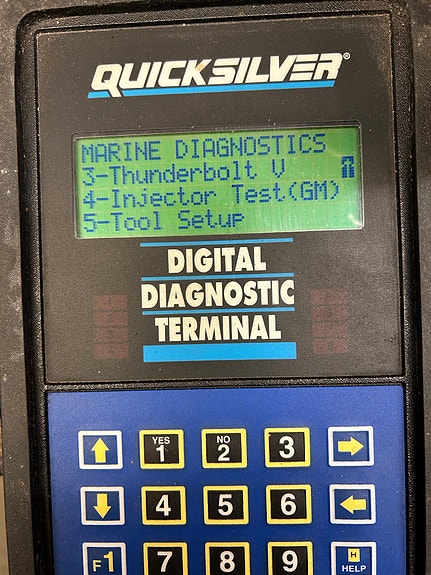 QUICKSILVER®
MARINE DIAGNOSTICS
3-Thunderbolt V
4-Injector Test(GM)
5-Tool Setup
DIGITAL
DIAGNOSTIC
TERMINAL
YES NO
1 2 3
4 5 6
F1 7 8 9 H
HELP